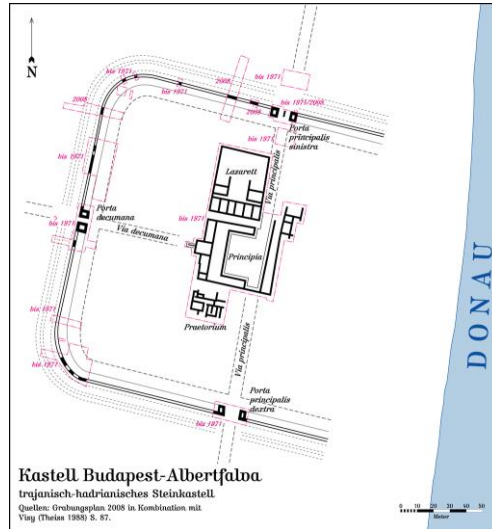 N
bis 1971
2008
bis 1971
bis 1971
2008
2008
bis 1971/2008
bis 1971
Porta
principalis
sinistra
bis 1971
Lazarett
Via principalis
Porta
decumana
bis 1971
bis 1971
Via decumana
Principia
Praetorium
bis 1971
bis 1971
Via principalis
Porta
principalis
dextra
bis 1971
DONAU
Kastell Budapest-Albertfalva
trajanisch-hadrianisches Steinkastell
Quellen: Grabungsplan 2008 in Kombination mit
Visy (Theiss 1988) S. 87.
0 10 20 30 40 50
Meter